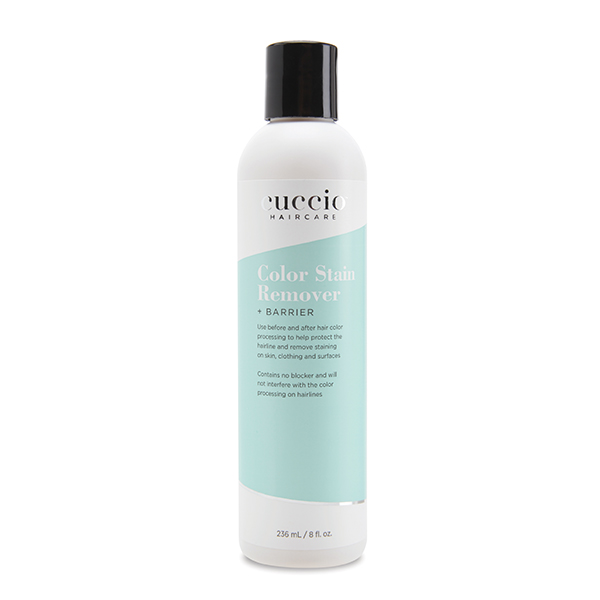 cuccio
HAIRCARE
Color Stain
Remover
+ BARRIER
Use before and after hair color
processing to help protect the
hairline and remove staining
on skin, clothing and surfaces
Contains no blocker and will
not interfere with the color
processing on hairlines
236 mL / 8 fl. oz.